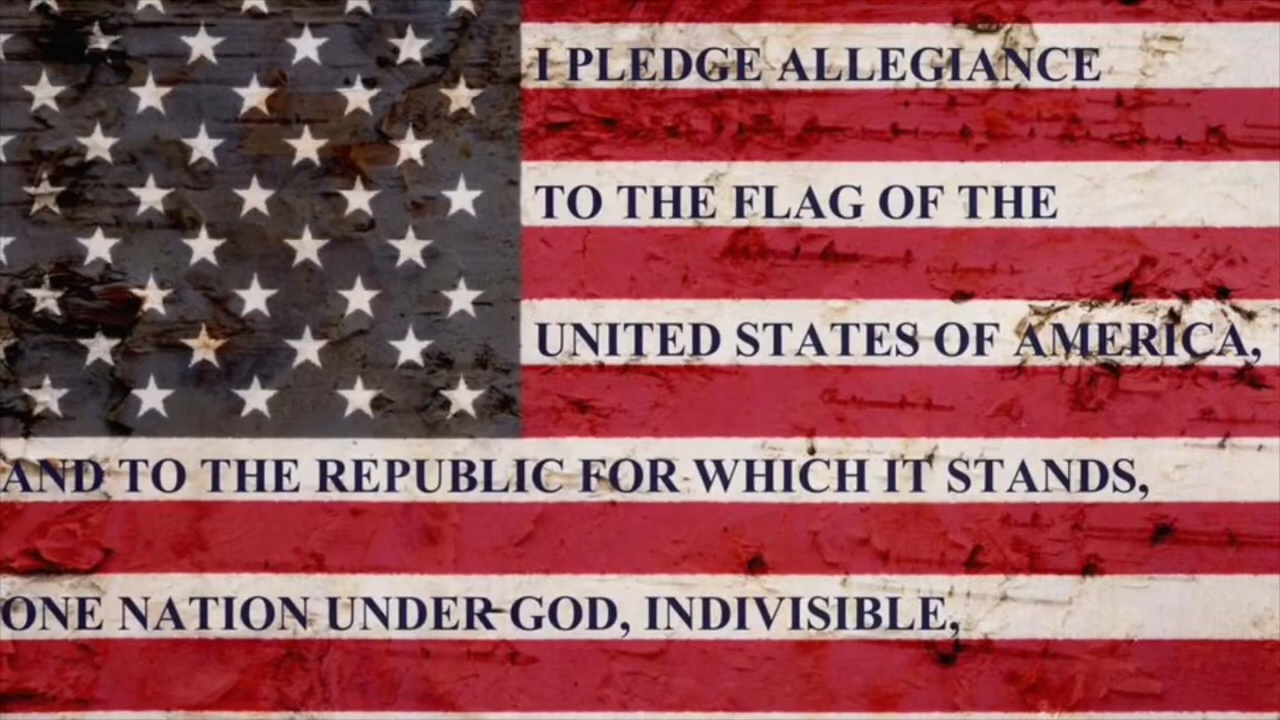 I PLEDGE ALLEGIANCE
TO THE FLAG OF THE
UNITED STATES OF AMERICA,
AND TO THE REPUBLIC FOR WHICH IT STANDS,
ONE NATION UNDER GOD, INDIVISIBLE,